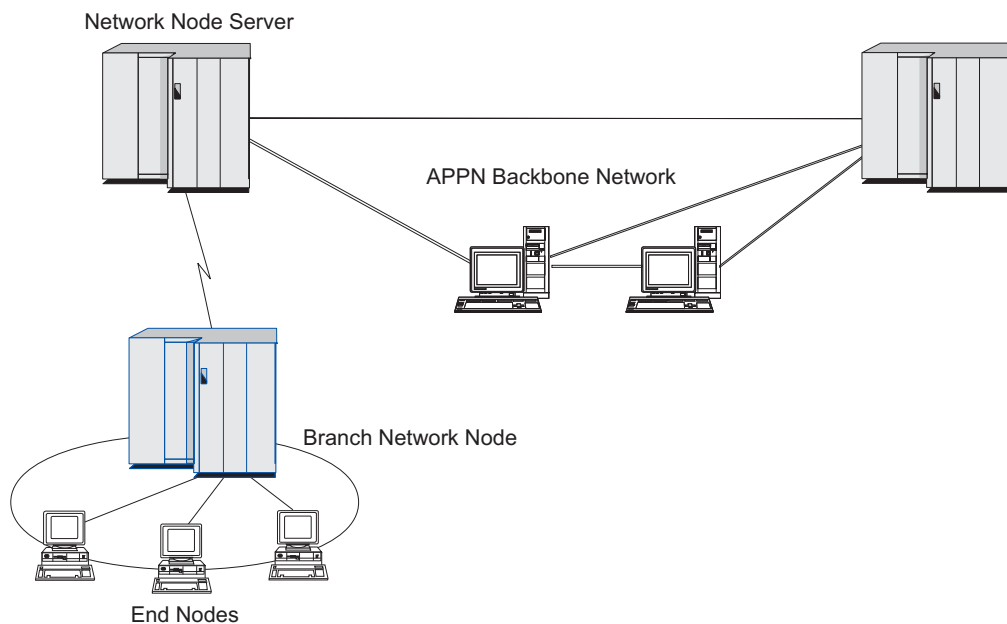 Network Node Server
APPN Backbone Network
Branch Network Node
End Nodes